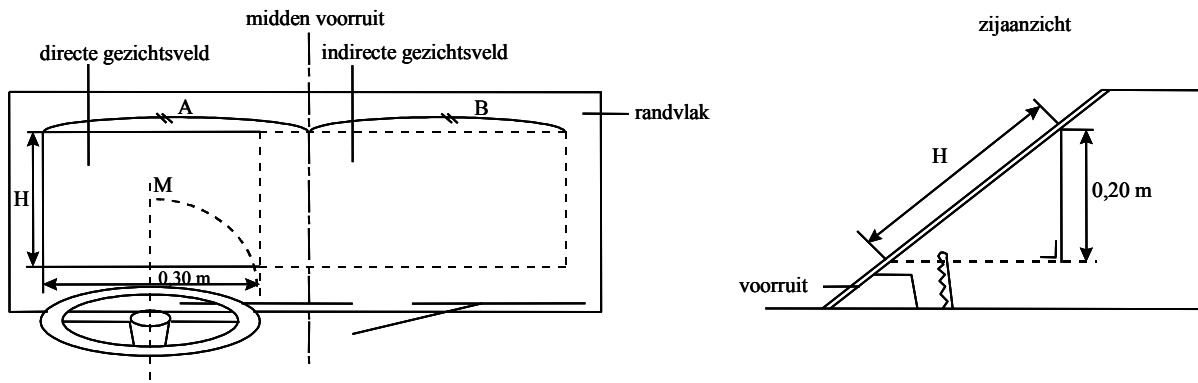 midden voorruit
zijaanzicht
directe gezichtsveld
indirecte gezichtsveld
A
B
randvlak
H
H
M
0,20 m
0,30 m
voorruit